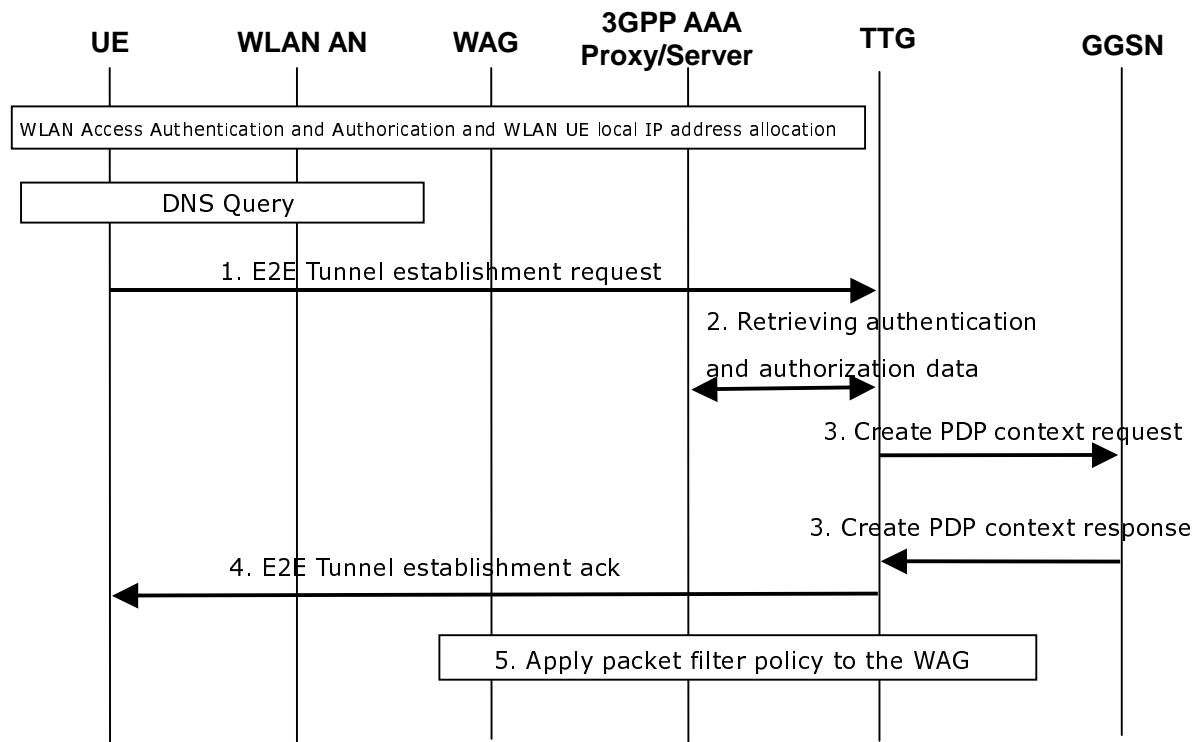 UE
WLAN AN
WAG
3GPP AAA
Proxy/Server
TTG
GGSN
WLAN Access Authentication and Authorication and WLAN UE local IP address allocation
DNS Query
1. E2E Tunnel establishment request
2. Retrieving authentication
and authorization data
3. Create PDP context request
3. Create PDP context response
4. E2E Tunnel establishment ack
5. Apply packet filter policy to the WAG